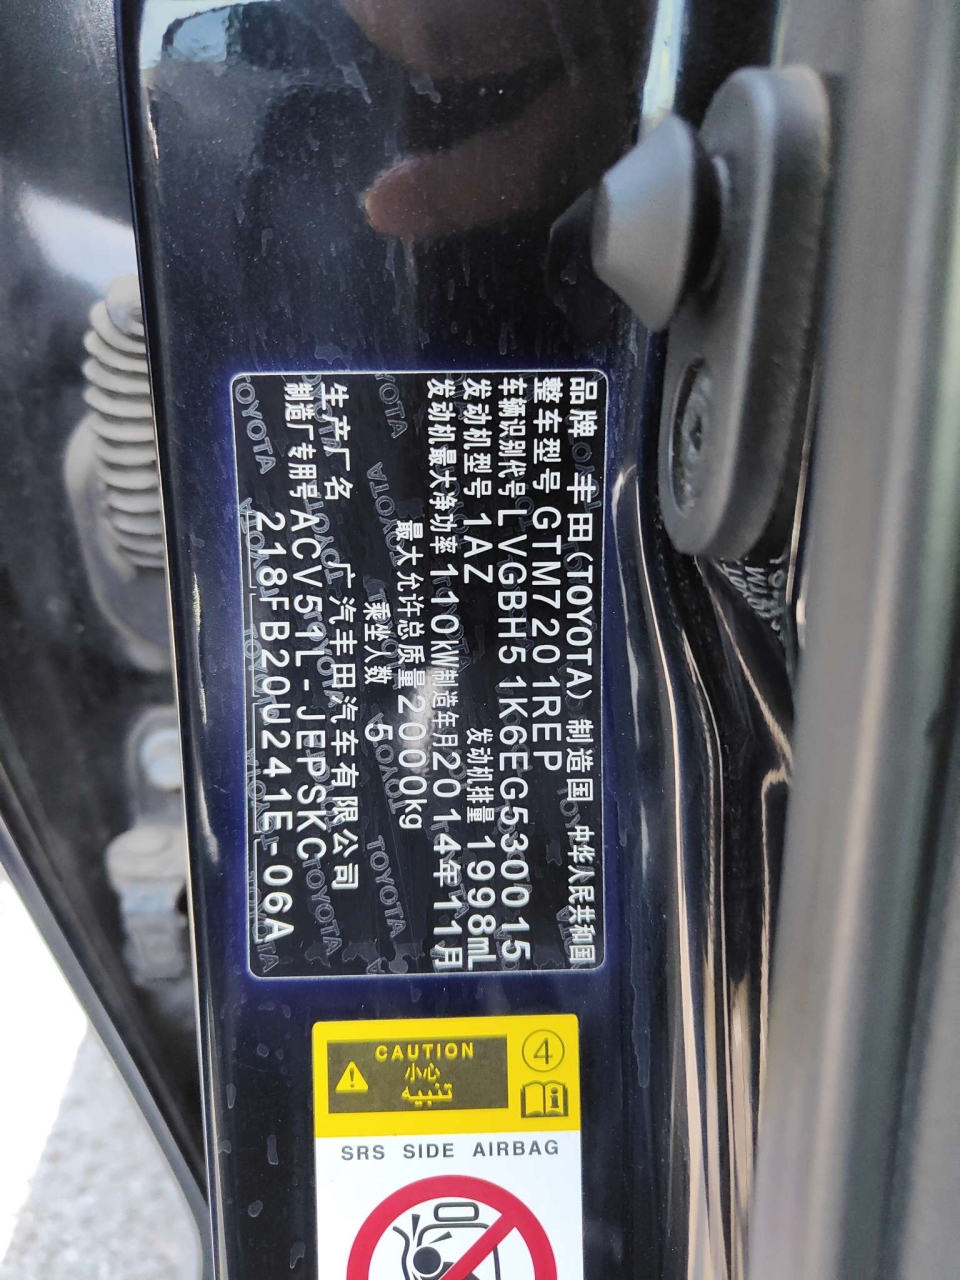 品牌 丰田(TOYOTA) 制造国 中华人民共和国
整车型号 GTM7201REP
车辆识别代号 LVGBH51K6EG530015
发动机型号 1AZ 发动机排量 1998mL
发动机最大净功率 110kW 制造年月 2014年11月
最大允许总质量 2000kg
乘坐人数 5
生产厂名 广汽丰田汽车有限公司
制造厂专用号 ACV51L-JEPSKC
218FB20U241E-06A
CAUTION
小心
تنبيه
4
SRS SIDE AIRBAG